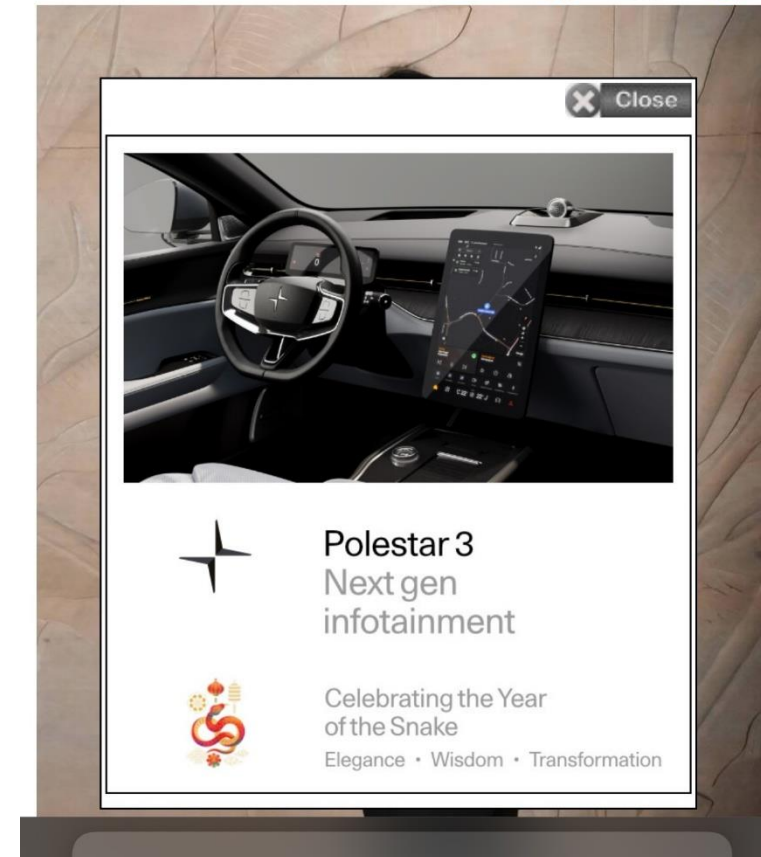 Close
Polestar 3
Next gen
infotainment
Celebrating the Year
of the Snake
Elegance • Wisdom • Transformation